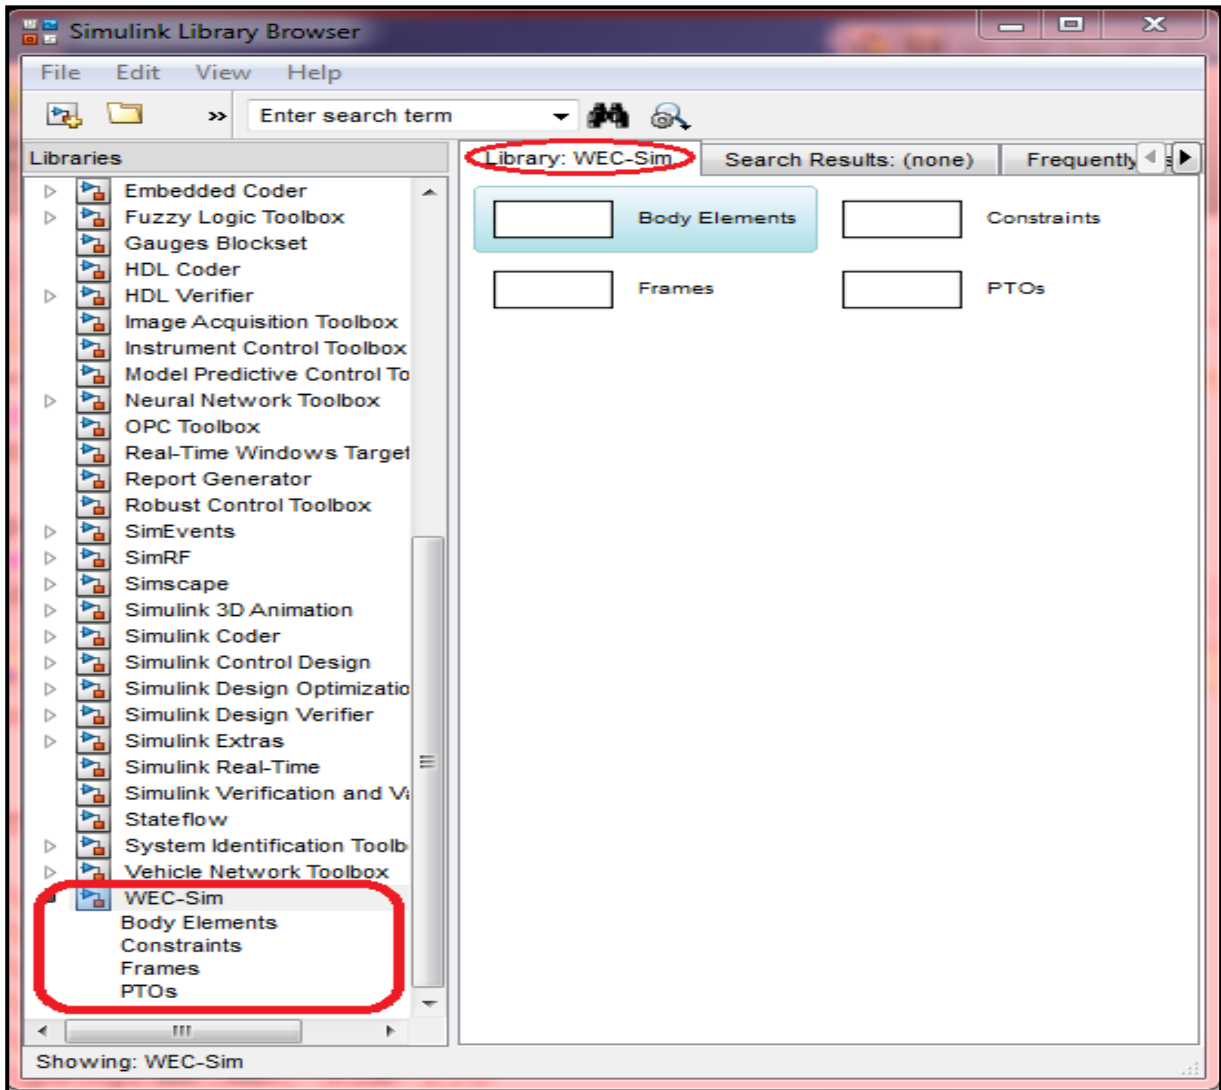 Simulink Library Browser
File Edit View Help
» Enter search term
Libraries
Library: WEC-Sim Search Results: (none) Frequently
Embedded Coder
Fuzzy Logic Toolbox
Gauges Blockset
HDL Coder
HDL Verifier
Image Acquisition Toolbox
Instrument Control Toolbox
Model Predictive Control To
Neural Network Toolbox
OPC Toolbox
Real-Time Windows Target
Report Generator
Robust Control Toolbox
SimEvents
SimRF
Simscape
Simulink 3D Animation
Simulink Coder
Simulink Control Design
Simulink Design Optimizatio
Simulink Design Verifier
Simulink Extras
Simulink Real-Time
Simulink Verification and Va
Stateflow
System Identification Toolb
Vehicle Network Toolbox
WEC-Sim
Body Elements
Constraints
Frames
PTOs
Body Elements Constraints
Frames PTOs
Showing: WEC-Sim